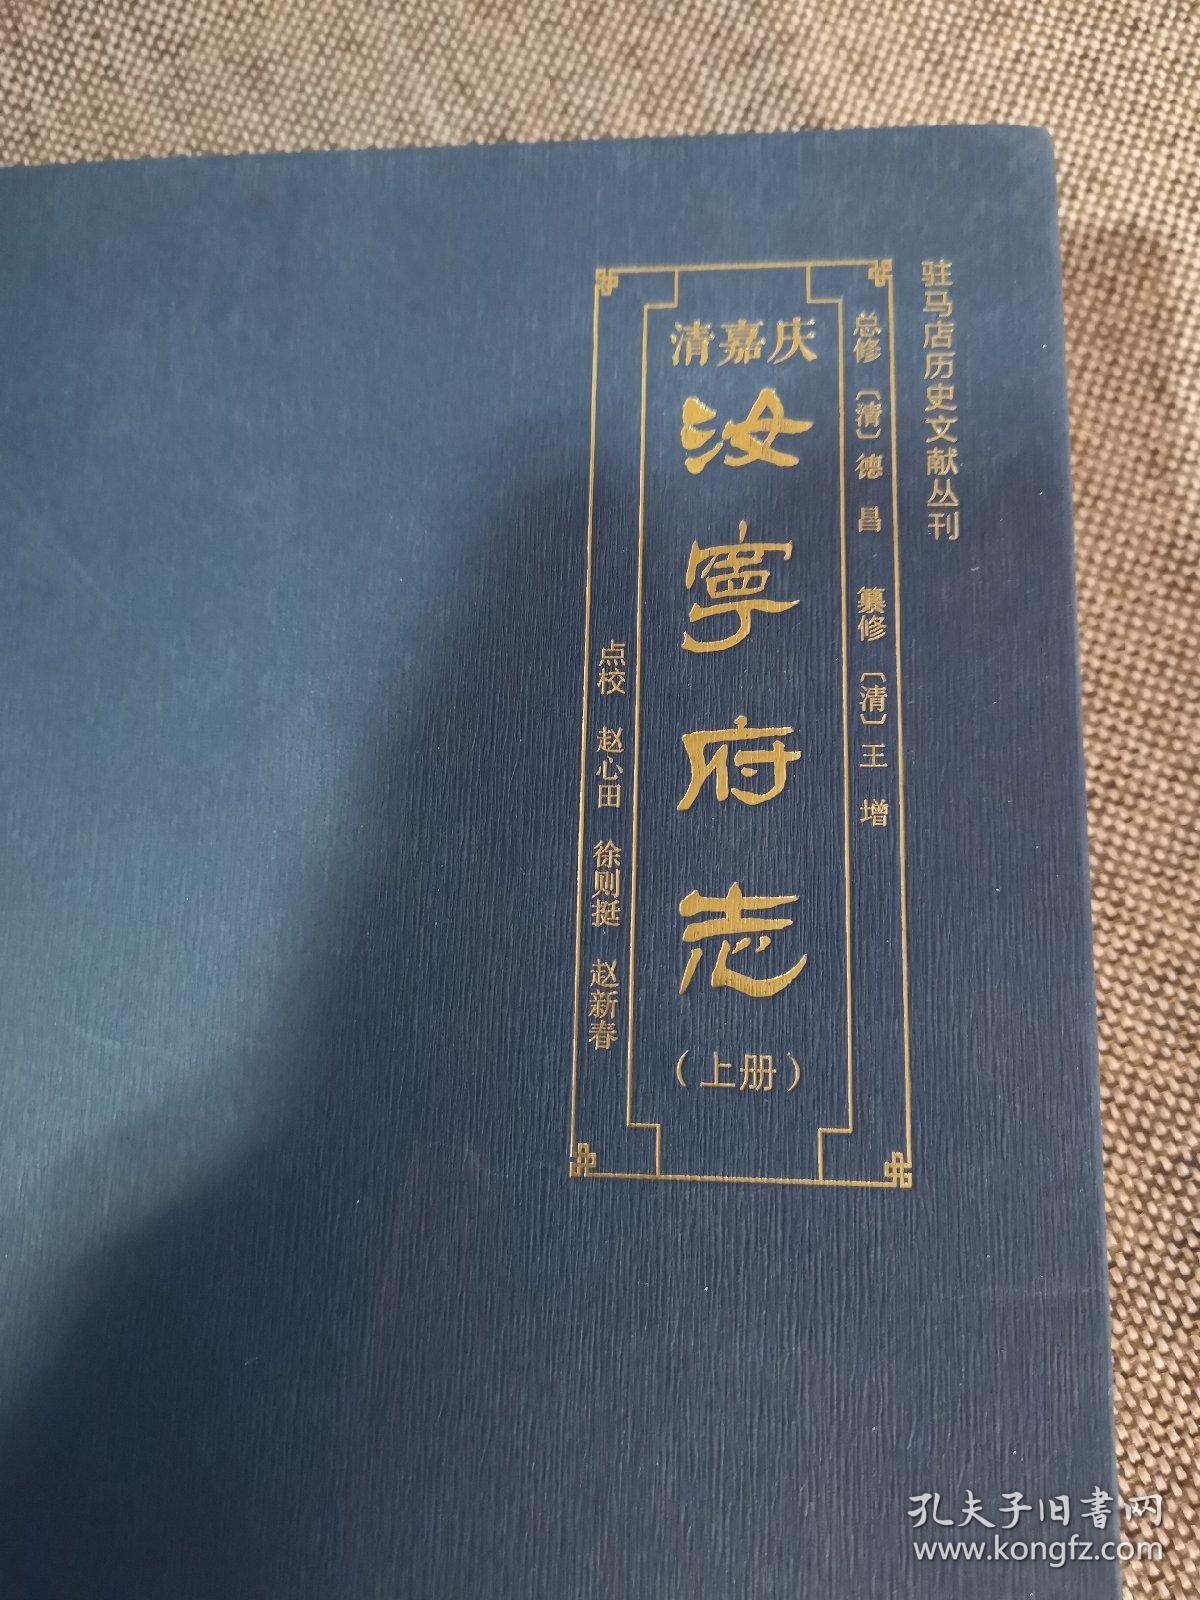 驻马店历史文献丛刊
总修〔清〕德昌 纂修〔清〕王增
清嘉庆
汝寧府志
（上册）
点校 赵心田 徐则挺 赵新春
孔夫子旧书网
www.kongfz.com